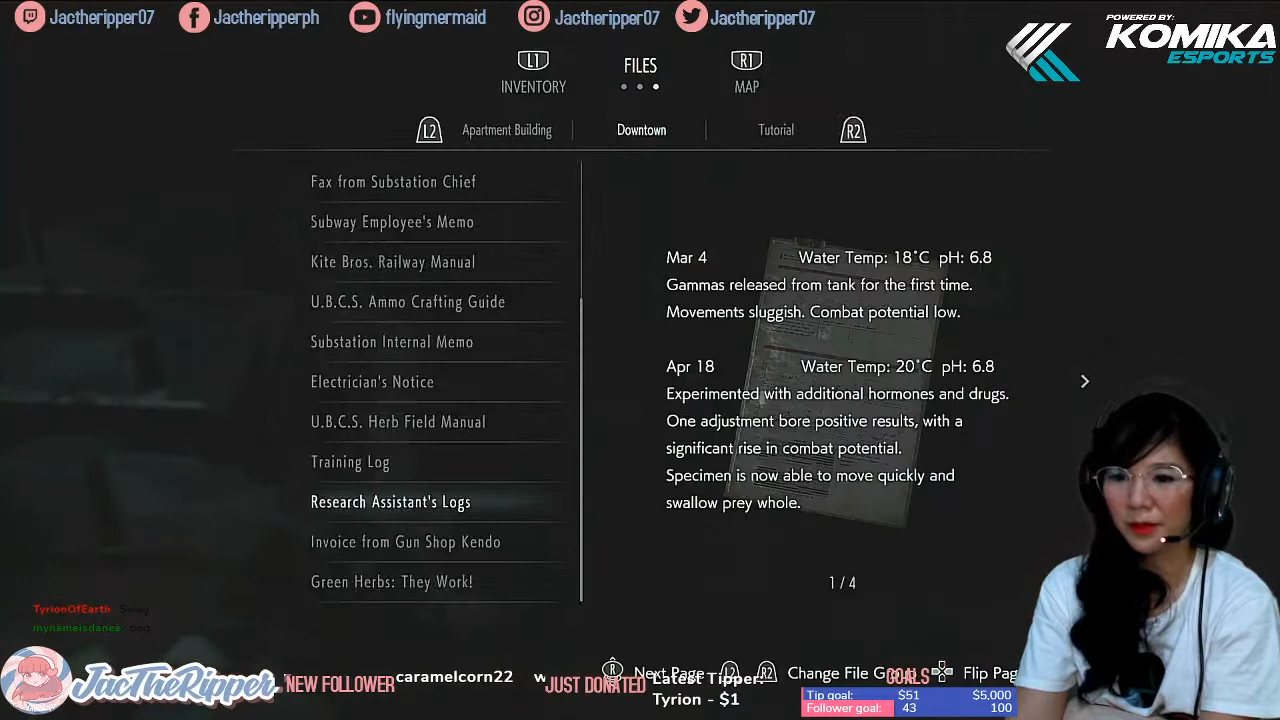 Jactheripper07
Jactheripperph
flyingmermaid
Jactheripper07
Jactheripper07
POWERED BY:
KOMIKA
ESPORTS
L1
FILES
R1
INVENTORY
MAP
L2
Apartment Building
Downtown
Tutorial
R2
Fax from Substation Chief
Subway Employee's Memo
Kite Bros. Railway Manual
U.B.C.S. Ammo Crafting Guide
Substation Internal Memo
Electrician's Notice
U.B.C.S. Herb Field Manual
Training Log
Research Assistant's Logs
Invoice from Gun Shop Kendo
Green Herbs: They Work!
Mar 4 Water Temp: 18°C pH: 6.8
Gammas released from tank for the first time.
Movements sluggish. Combat potential low.
Apr 18 Water Temp: 20°C pH: 6.8
Experimented with additional hormones and drugs.
One adjustment bore positive results, with a
significant rise in combat potential.
Specimen is now able to move quickly and
swallow prey whole.
1 / 4
TyrionOfEarth
mynameisdanee:
JacTheRipper
NEW FOLLOWER
caramelcorn22
JUST DONATED
Latest Tipper:
Tyrion - $1
R Next Page L2 R2 Change File G Flip Pag
GOALS
Tip goal: $51 $5,000
Follower goal: 43 100